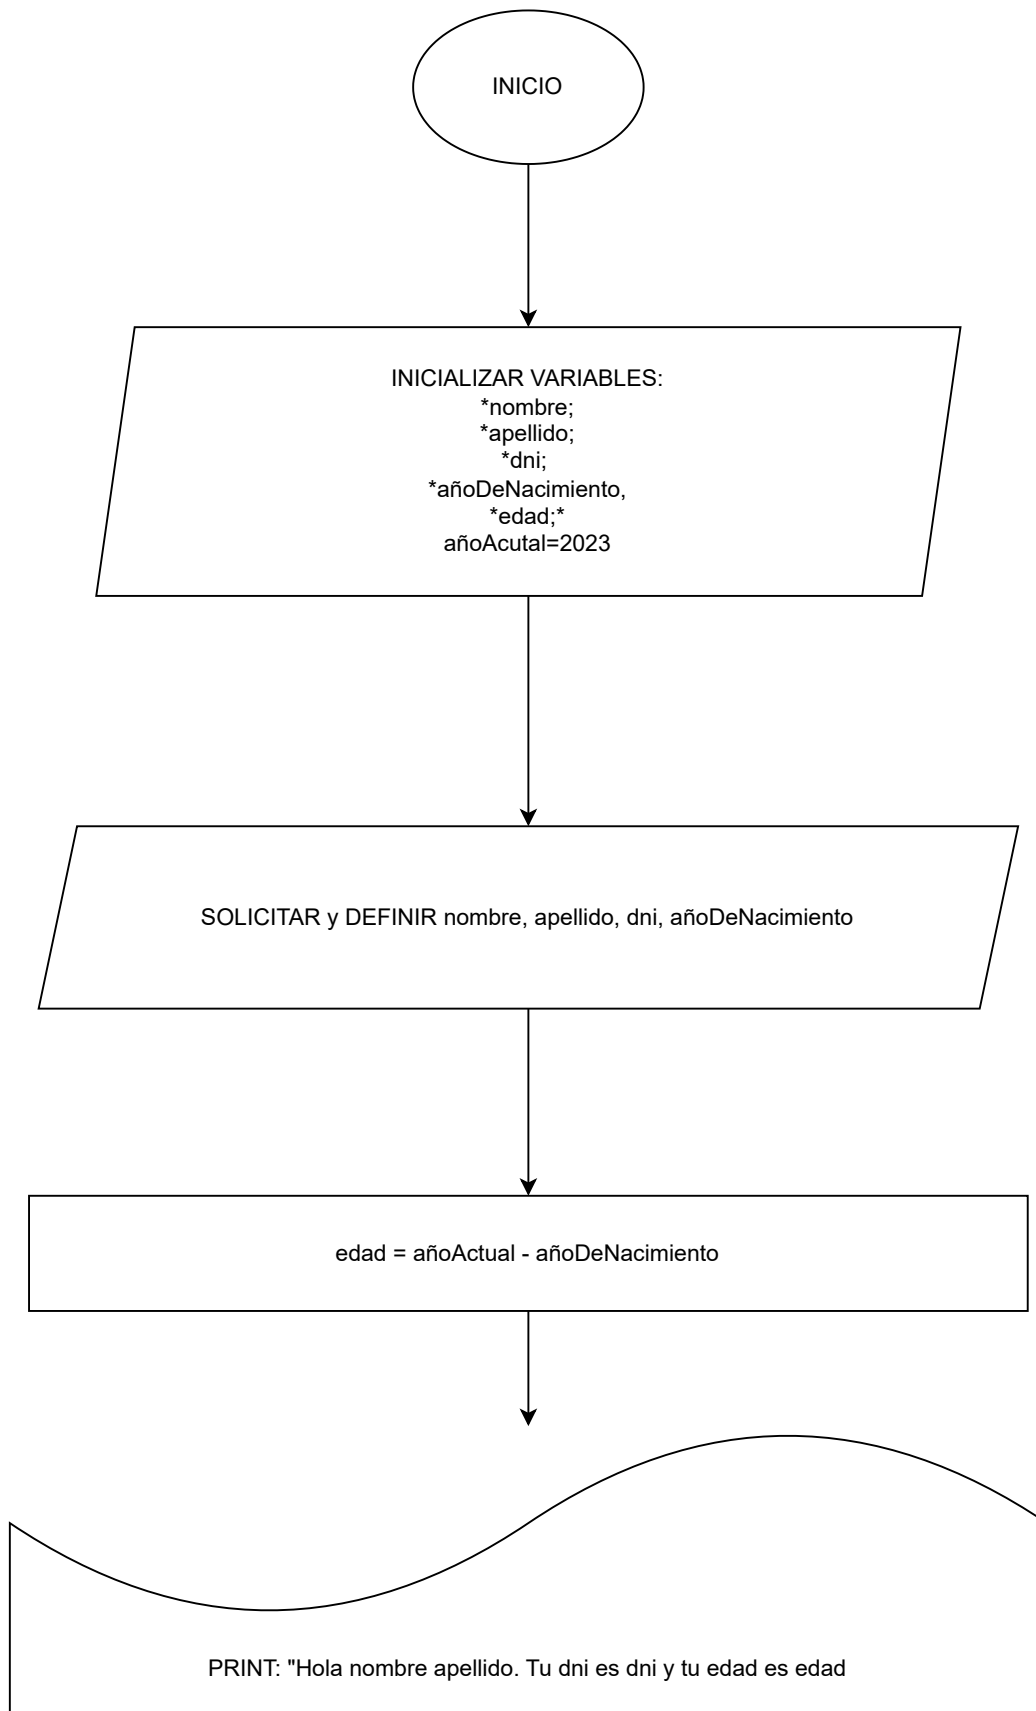 INICIO
INICIALIZAR VARIABLES:
*nombre;
*apellido;
*dni;
*añoDeNacimiento,
*edad;*
añoAcutal=2023
SOLICITAR y DEFINIR nombre, apellido, dni, añoDeNacimiento
edad = añoActual - añoDeNacimiento
PRINT: "Hola nombre apellido. Tu dni es dni y tu edad es edad